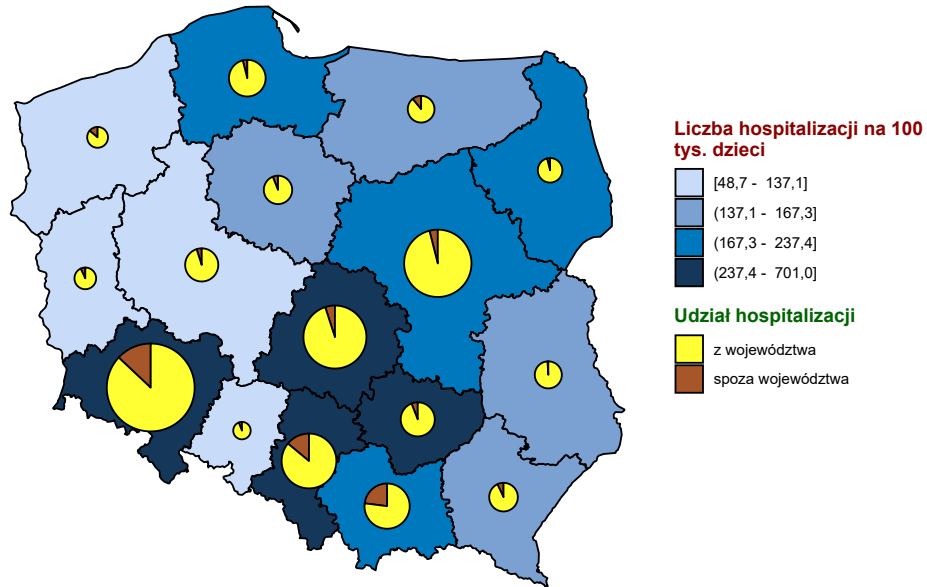 Liczba hospitalizacji na 100
tys. dzieci
[48,7 - 137,1]
(137,1 - 167,3]
(167,3 - 237,4]
(237,4 - 701,0]
Udział hospitalizacji
z województwa
spoza województwa